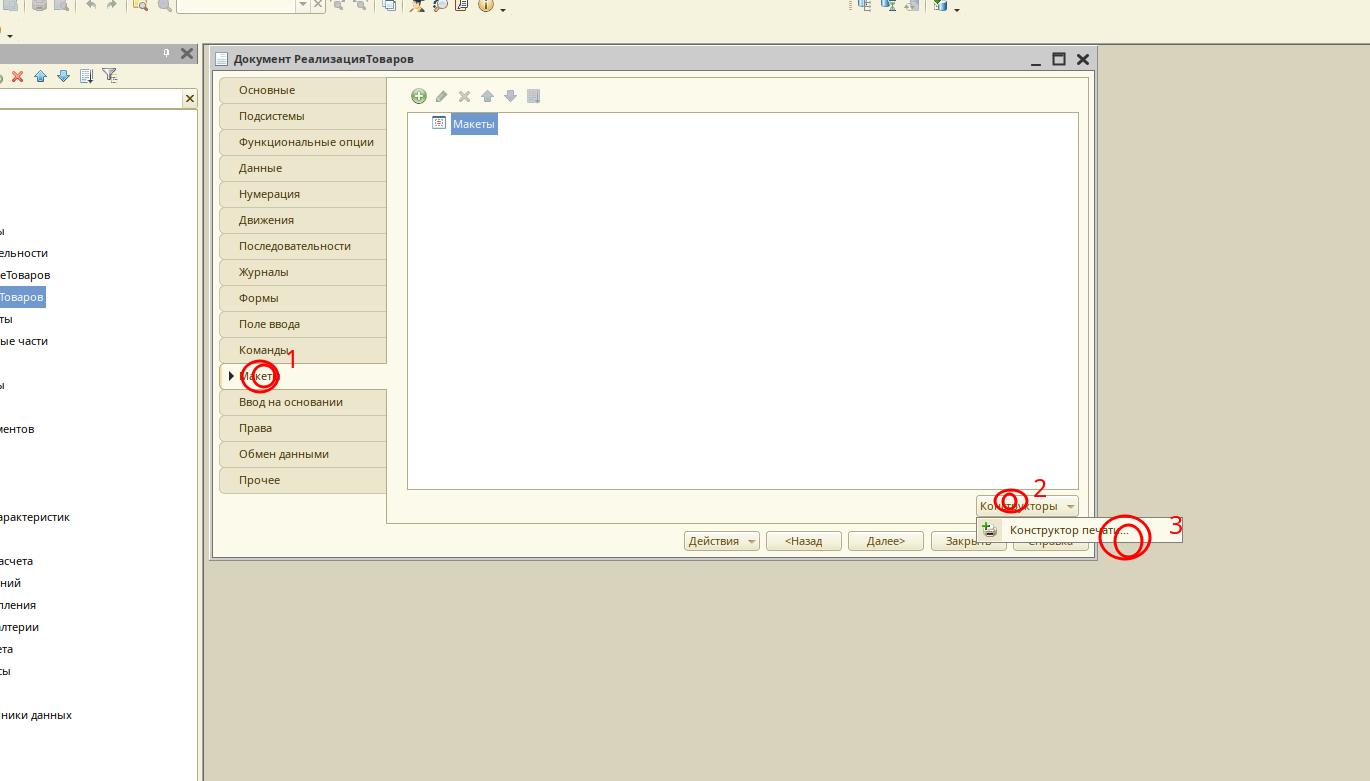 Документ РеализацияТоваров
Основные
Подсистемы
Функциональные опции
Данные
Нумерация
Движения
Последовательности
Журналы
Формы
Поле ввода
Команды
1
Макеты
Ввод на основании
Права
Обмен данными
Прочее
Макеты
2
Конструкторы
Конструктор печати...
3
Действия
<Назад
Далее>
Закрыть
Справка
ы
ельности
еТоваров
Товаров
ты
ые части
ы
ментов
арактеристик
асчета
ний
пления
алтерии
ета
сы
ники данных